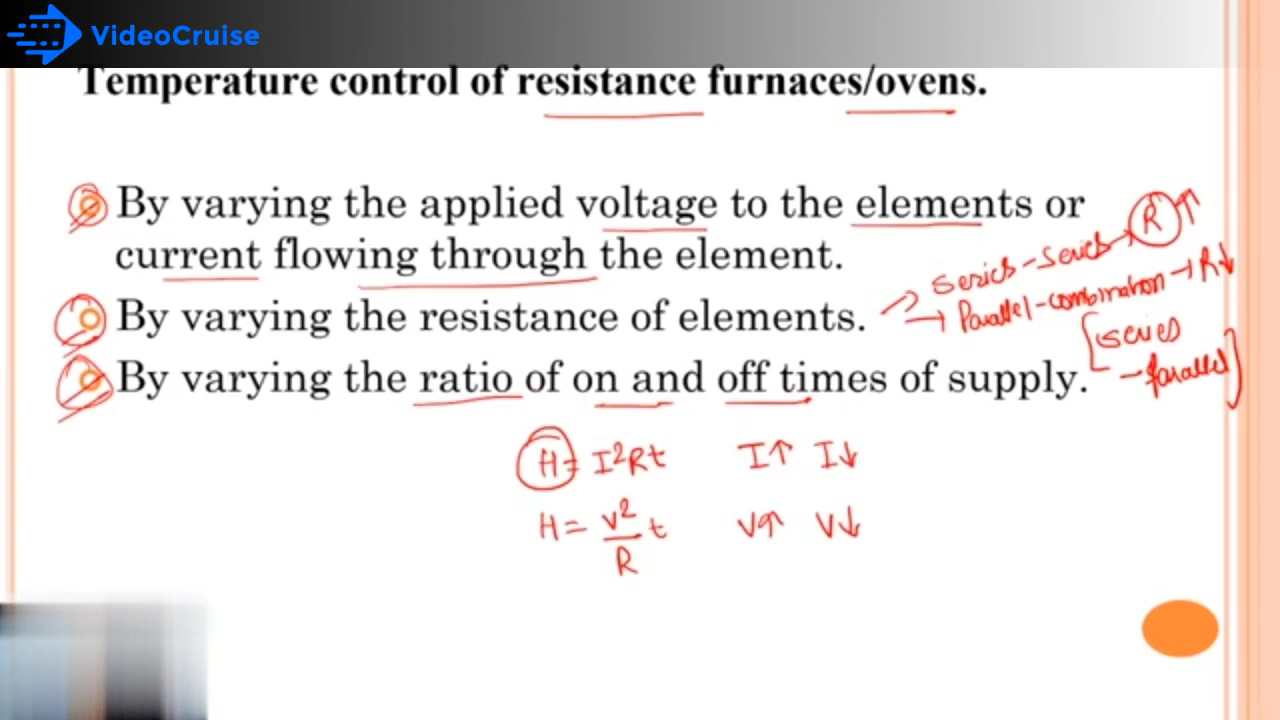 VideoCruise
Temperature control of resistance furnaces/ovens.
By varying the applied voltage to the elements or
current flowing through the element.
By varying the resistance of elements.
By varying the ratio of on and off times of supply.
→ series-series → R ↑
→ Parallel-combination → R↓
[series
- parallel]
H = I²Rt I↑ I↓
H = V²/R t V↑ V↓